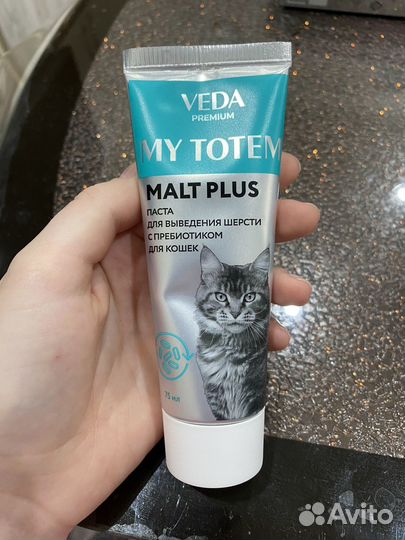 VEDA
PREMIUM
MY TOTEM
MALT PLUS
ПАСТА
ДЛЯ ВЫВЕДЕНИЯ ШЕРСТИ
С ПРЕБИОТИКОМ
ДЛЯ КОШЕК
75 мл
Avito